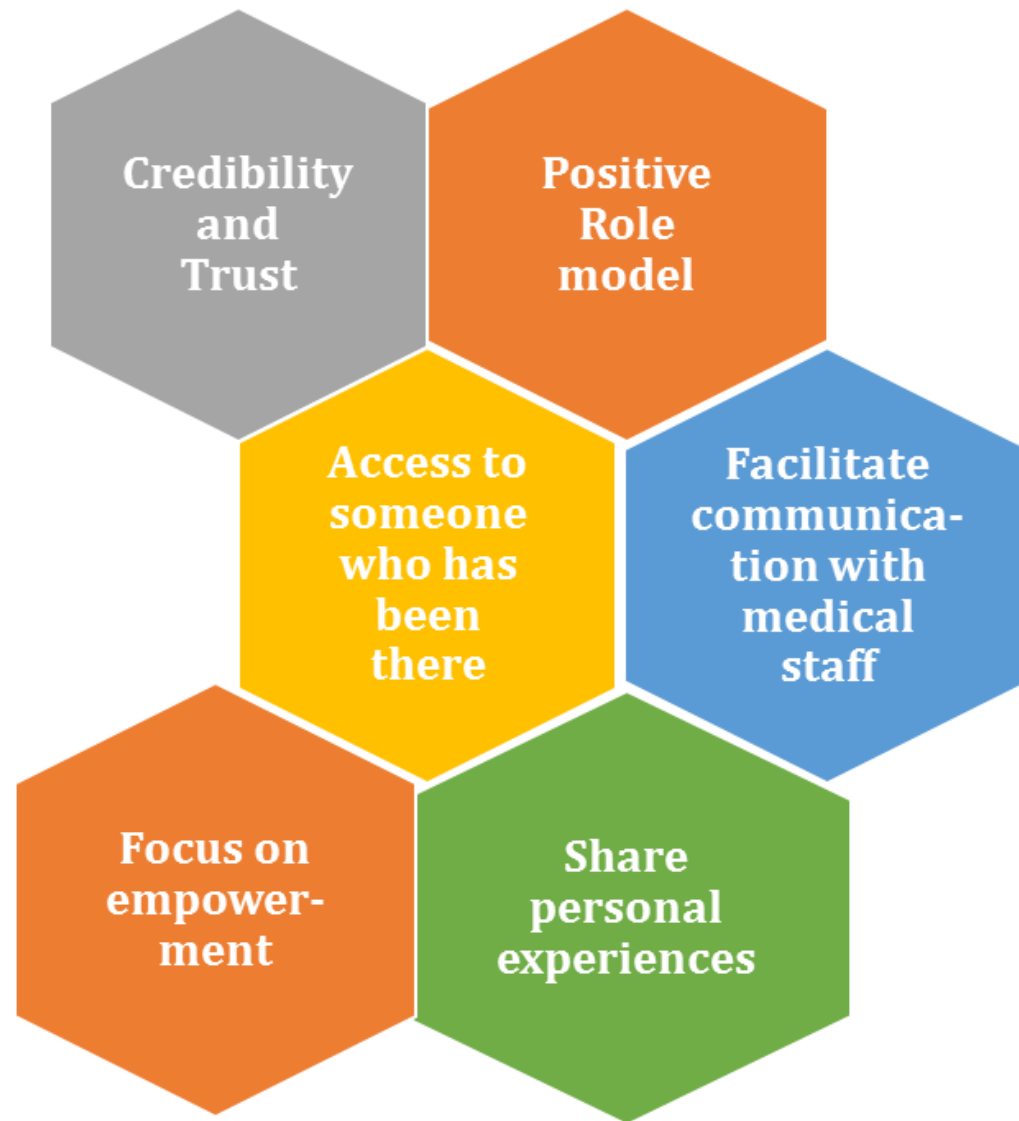 Credibility
and
Trust
Positive
Role
model
Access to
someone
who has
been
there
Facilitate
communica-
tion with
medical
staff
Focus on
empower-
ment
Share
personal
experiences